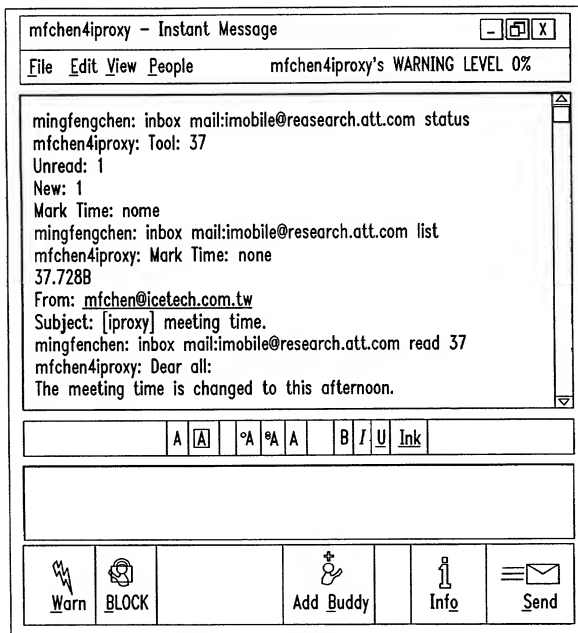 mfchen4iproxy – Instant Message
- X
File Edit View People mfchen4iproxy's WARNING LEVEL 0%
mingfengchen: inbox mail:imobile@reasearch.att.com status
mfchen4iproxy: Tool: 37
Unread: 1
New: 1
Mark Time: nome
mingfengchen: inbox mail:imobile@research.att.com list
mfchen4iproxy: Mark Time: none
37.728B
From: mfchen@icetech.com.tw
Subject: [iproxy] meeting time.
mingfenchen: inbox mail:imobile@research.att.com read 37
mfchen4iproxy: Dear all:
The meeting time is changed to this afternoon.
A A ºA ªA A B I U Ink
Warn BLOCK Add Buddy Info Send